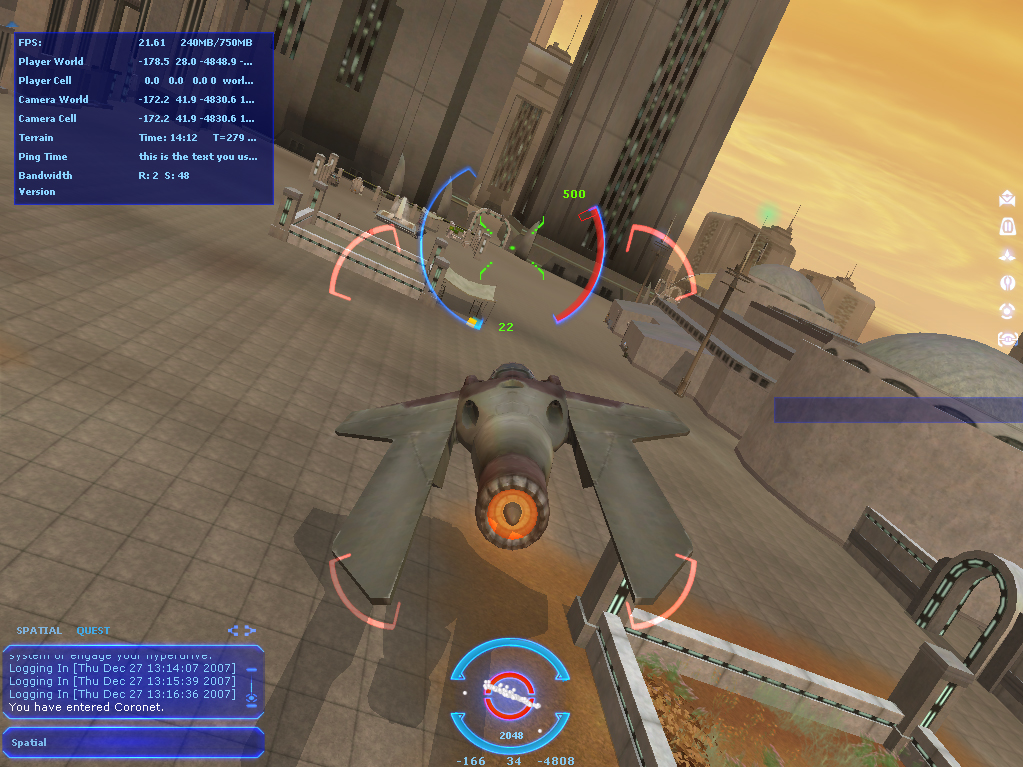 FPS: 21.61 240MB/750MB
Player World -178.5 28.0 -4848.9 -...
Player Cell 0.0 0.0 0.0 0 worl...
Camera World -172.2 41.9 -4830.6 1...
Camera Cell -172.2 41.9 -4830.6 1...
Terrain Time: 14:12 T=279 ...
Ping Time this is the text you us...
Bandwidth R: 2 S: 48
Version
500
22
SPATIAL QUEST
system or engage your hyperdrive.
Logging In [Thu Dec 27 13:14:07 2007]
Logging In [Thu Dec 27 13:15:39 2007]
Logging In [Thu Dec 27 13:16:36 2007]
You have entered Coronet.
Spatial
2048
-166 34 -4808